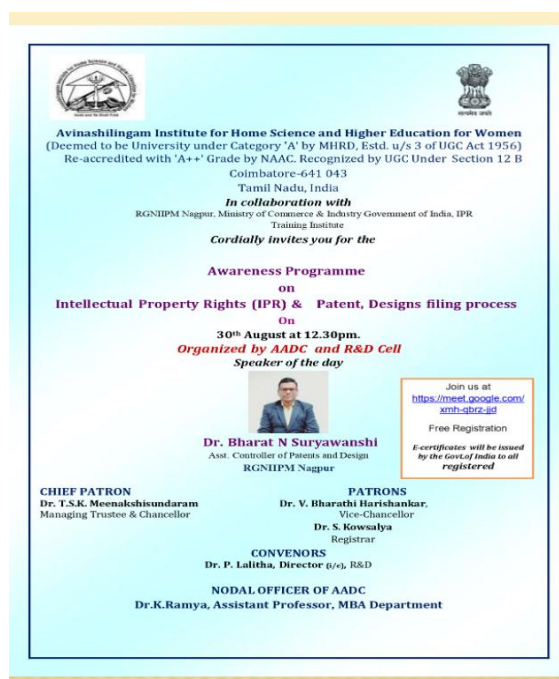 सत्यमेव जयते
Avinashilingam Institute for Home Science and Higher Education for Women
(Deemed to be University under Category 'A' by MHRD, Estd. u/s 3 of UGC Act 1956)
Re-accredited with 'A++' Grade by NAAC. Recognized by UGC Under Section 12 B
Coimbatore-641 043
Tamil Nadu, India
In collaboration with
RGNIIPM Nagpur, Ministry of Commerce & Industry Government of India, IPR
Training Institute
Cordially invites you for the
Awareness Programme
on
Intellectual Property Rights (IPR) & Patent, Designs filing process
On
30th August at 12.30pm.
Organized by AADC and R&D Cell
Speaker of the day
Dr. Bharat N Suryawanshi
Asst. Controller of Patents and Design
RGNIIPM Nagpur
Join us at
https://meet.google.com/
xmh-qbrz-jjd
Free Registration
E-certificates will be issued
by the Govt.of India to all
registered
CHIEF PATRON
Dr. T.S.K. Meenakshisundaram
Managing Trustee & Chancellor
PATRONS
Dr. V. Bharathi Harishankar,
Vice-Chancellor
Dr. S. Kowsalya
Registrar
CONVENORS
Dr. P. Lalitha, Director (i/c), R&D
NODAL OFFICER OF AADC
Dr.K.Ramya, Assistant Professor, MBA Department